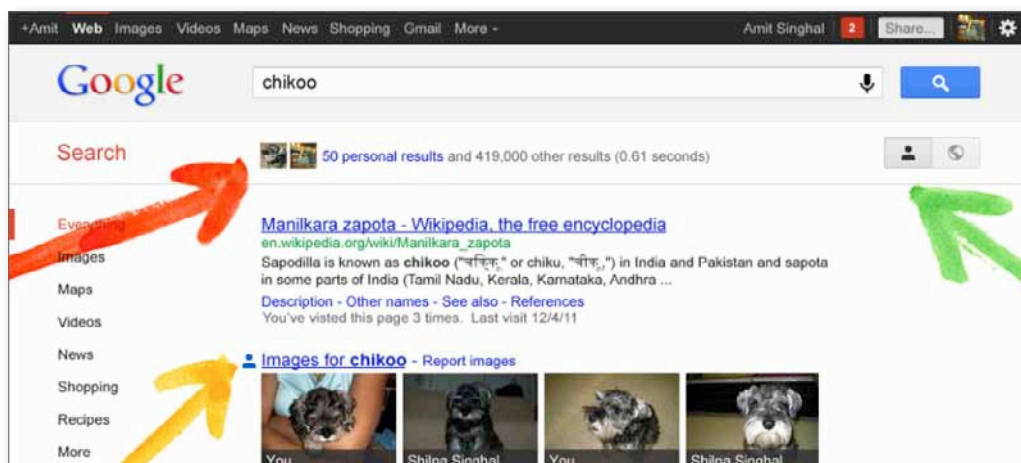 +Amit Web Images Videos Maps News Shopping Gmail More
Amit Singhal 2 Share...
Google
chikoo
Search
50 personal results and 419,000 other results (0.61 seconds)
Everything
Images
Maps
Videos
News
Shopping
Recipes
More
Manilkara zapota - Wikipedia, the free encyclopedia
en.wikipedia.org/wiki/Manilkara_zapota
Sapodilla is known as chikoo (" " or chiku, " ") in India and Pakistan and sapota
in some parts of India (Tamil Nadu, Kerala, Karnataka, Andhra ...
Description - Other names - See also - References
You've visted this page 3 times. Last visit 12/4/11
Images for chikoo - Report images
You
Shilpa Singhal
You
Shilpa Singhal